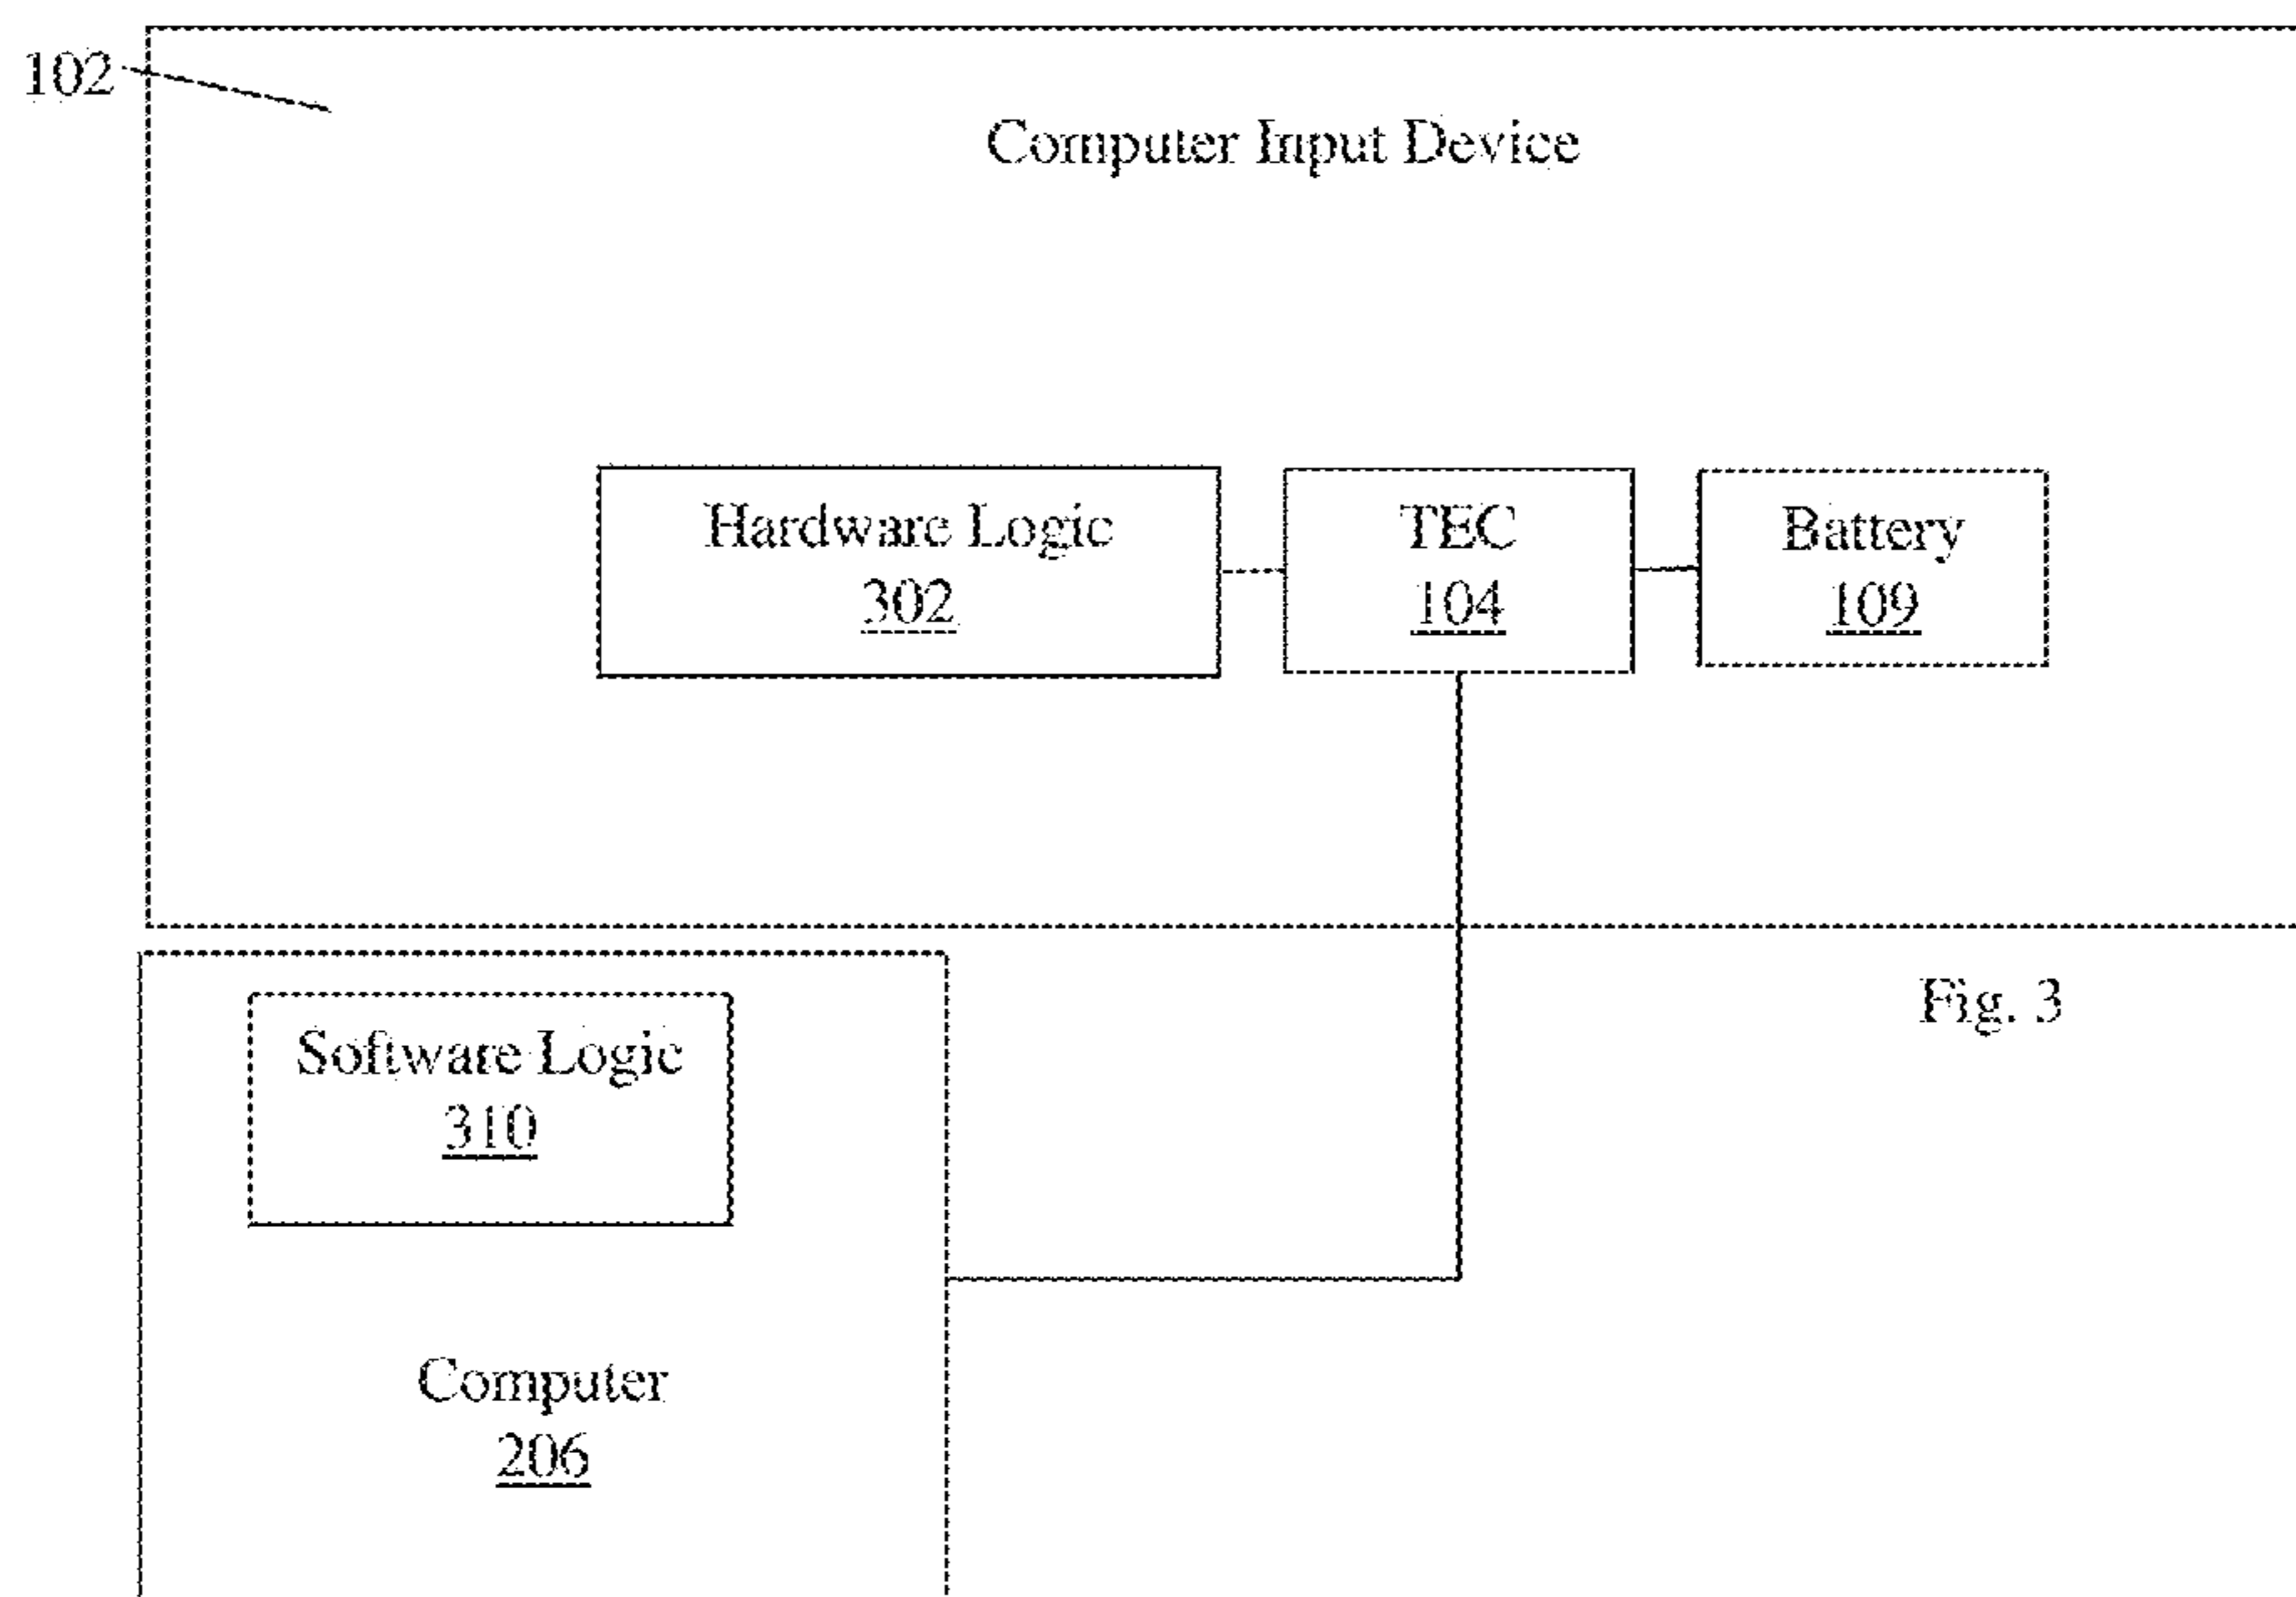 102
Computer Input Device
Hardware Logic
302
TEC
104
Battery
109
Fig. 3
Software Logic
310
Computer
206